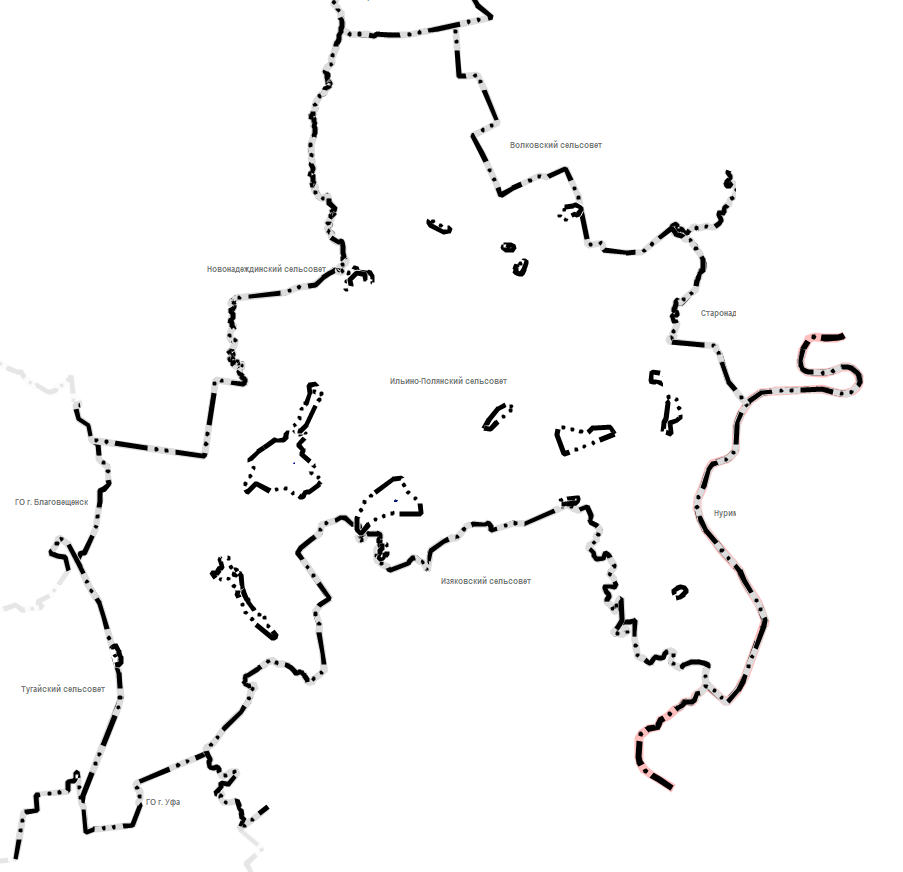 Волковский сельсовет
Новонадеждинский сельсовет
Старонад
Ильино-Полянский сельсовет
ГО г. Благовещенск
Нурим
Изяковский сельсовет
Тугайский сельсовет
ГО г. Уфа